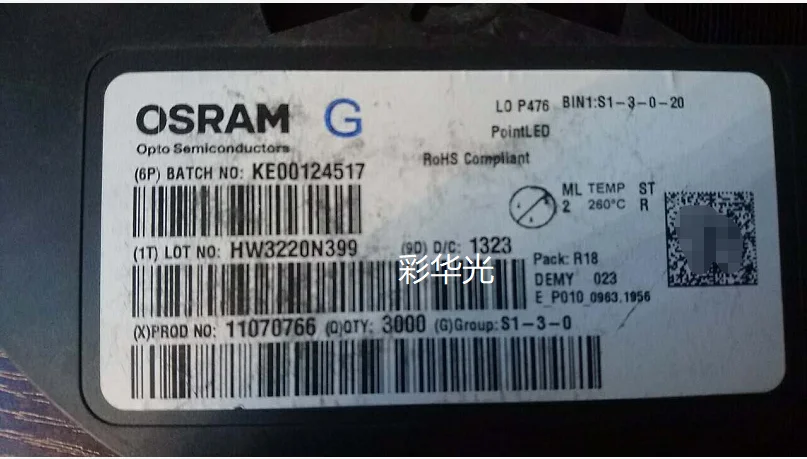 OSRAM G
Opto Semiconductors
LO P476 BIN1:S1-3-0-20
PointLED
RoHS Compliant
(6P) BATCH NO: KE00124517
ML TEMP ST
2 260°C R
(1T) LOT NO: HW3220N399 (9D) D/C: 1323
彩华光
Pack: R18
DEMY 023
E_P010_0963.1956
(X)PROD NO: 11070766 (Q)QTY: 3000 (G)Group:S1-3-0